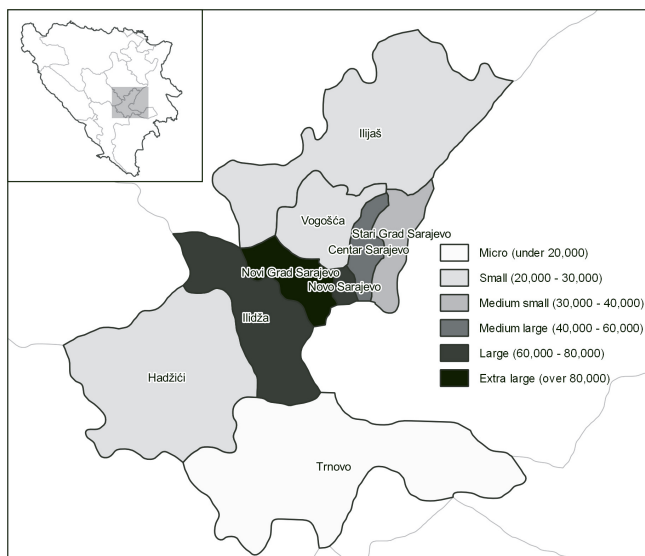 Ilijaš
Vogošća
Stari Grad Sarajevo
Centar Sarajevo
Novi Grad Sarajevo
Novo Sarajevo
Ilidža
Hadžići
Trnovo
Micro (under 20,000)
Small (20,000 - 30,000)
Medium small (30,000 - 40,000)
Medium large (40,000 - 60,000)
Large (60,000 - 80,000)
Extra large (over 80,000)